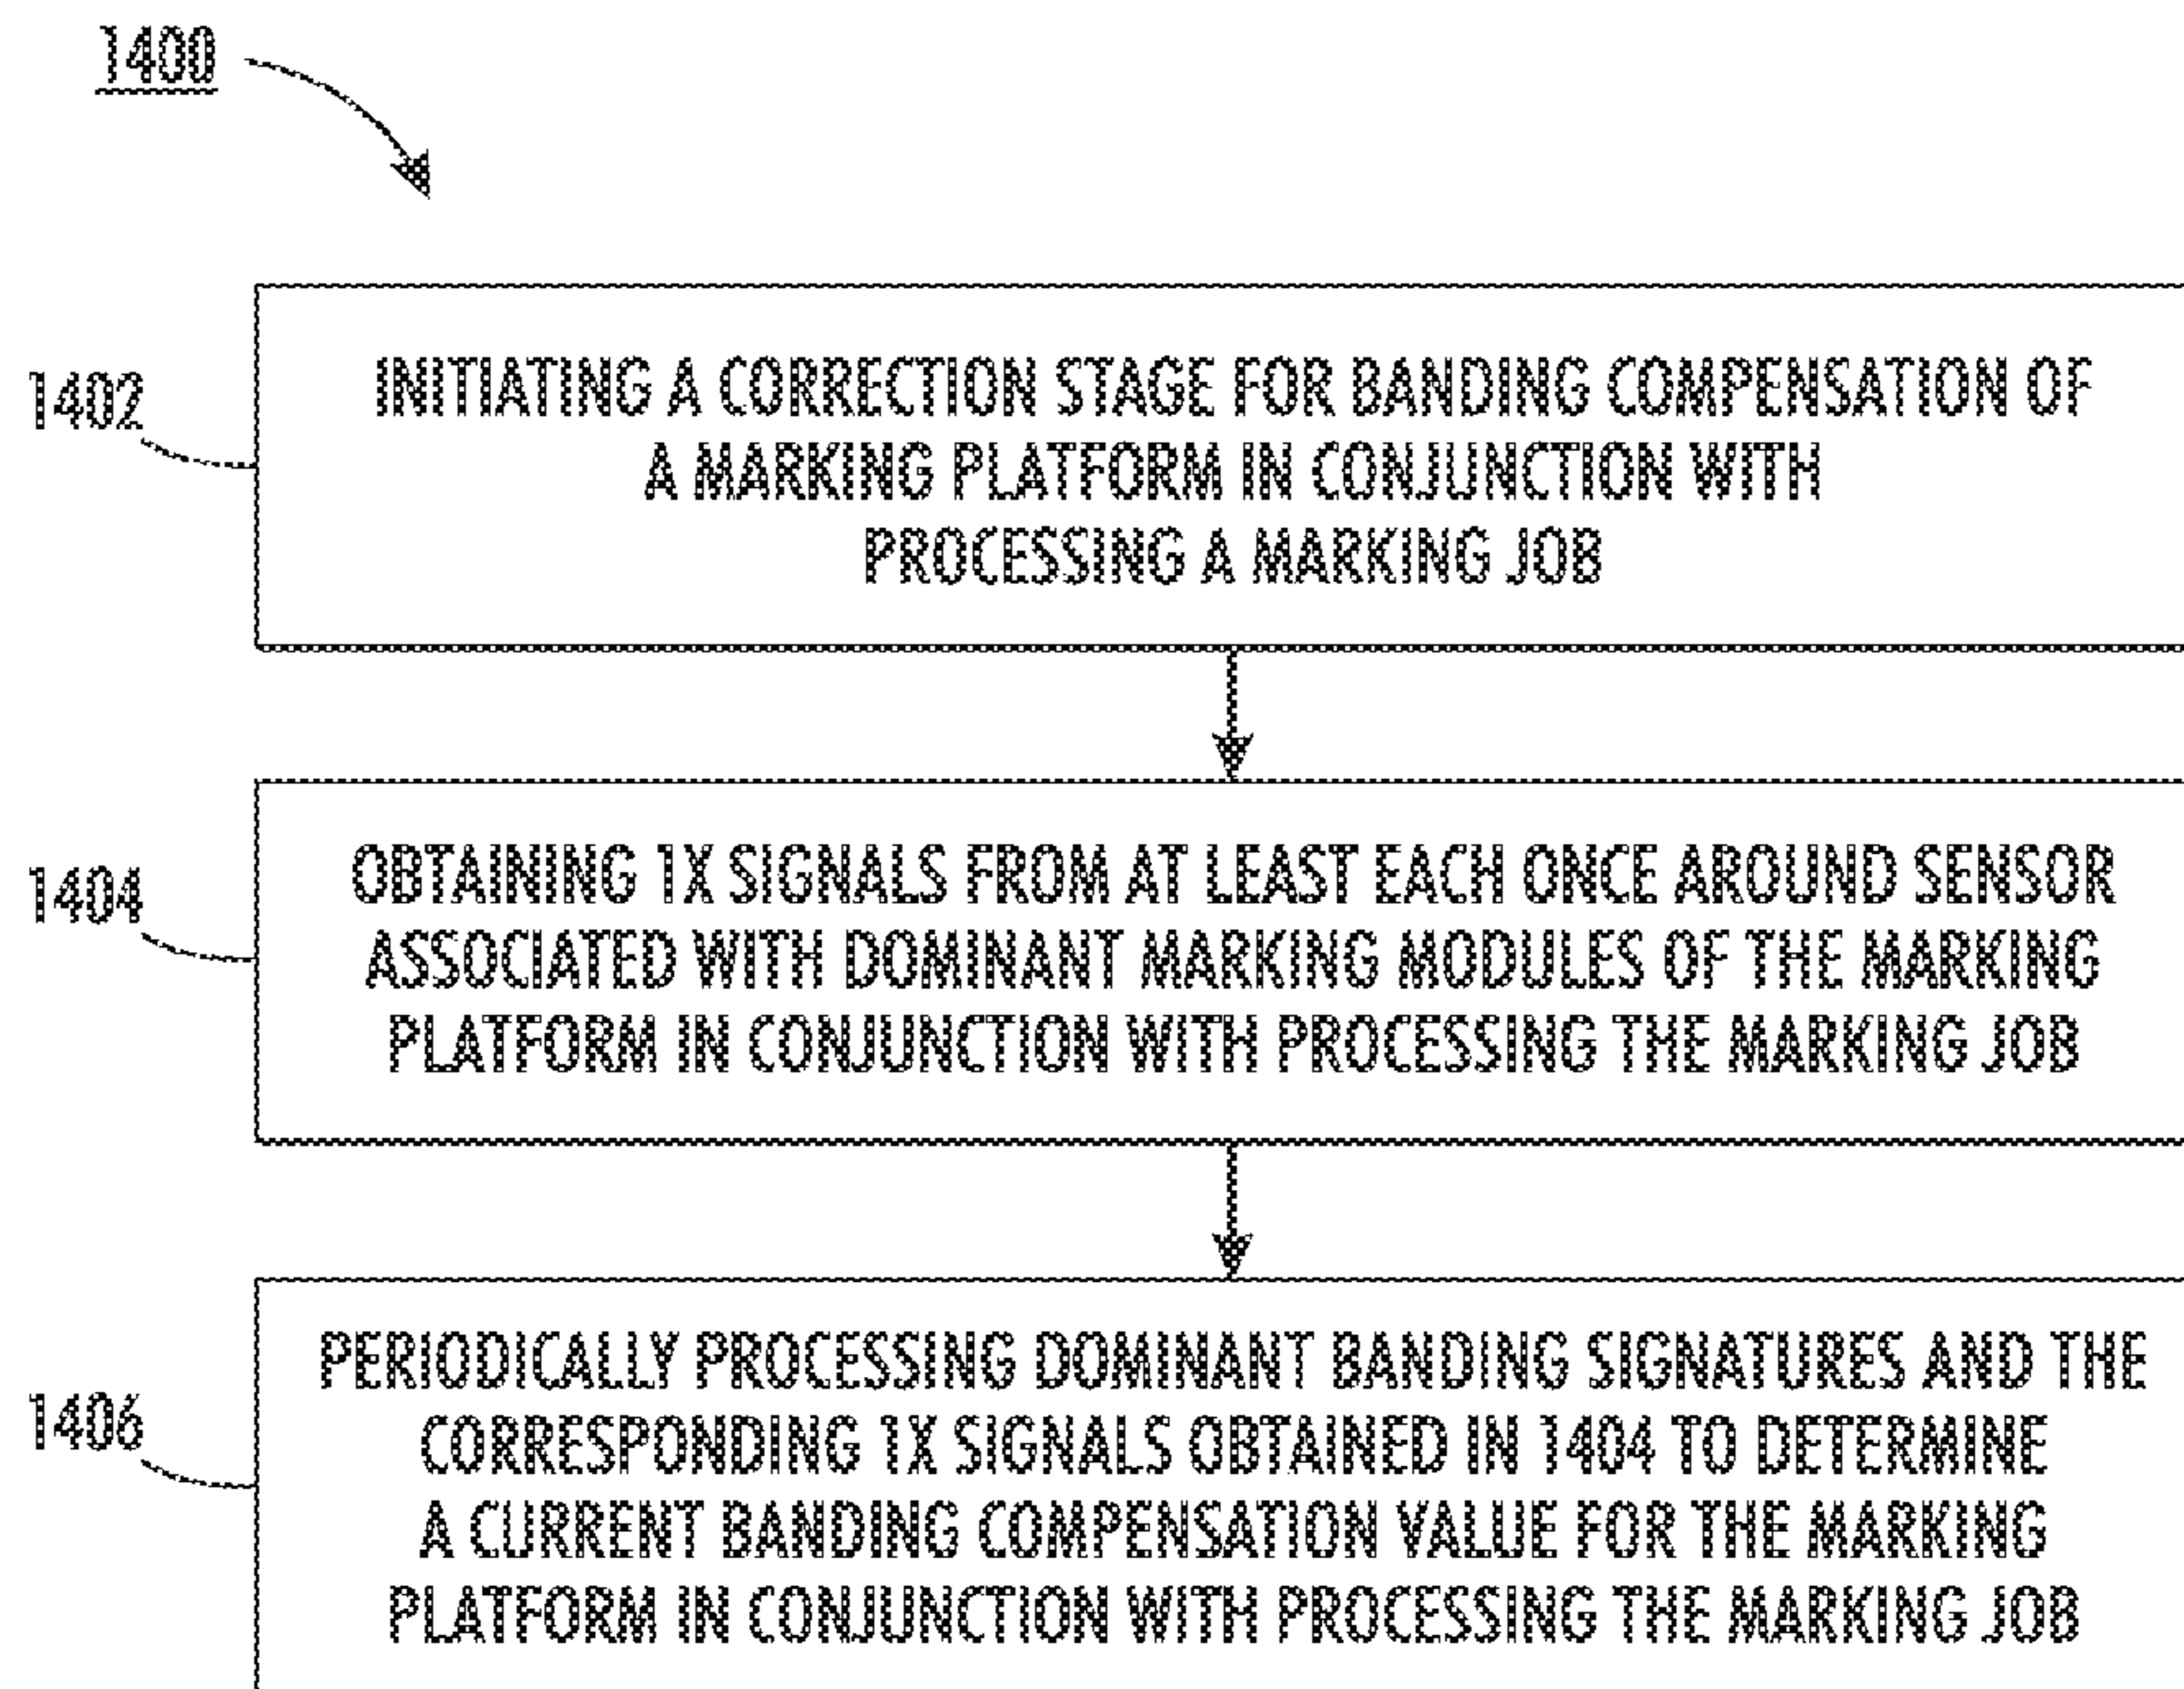 1400
1402
INITIATING A CORRECTION STAGE FOR BANDING COMPENSATION OF
A MARKING PLATFORM IN CONJUNCTION WITH
PROCESSING A MARKING JOB
1404
OBTAINING 1X SIGNALS FROM AT LEAST EACH ONCE AROUND SENSOR
ASSOCIATED WITH DOMINANT MARKING MODULES OF THE MARKING
PLATFORM IN CONJUNCTION WITH PROCESSING THE MARKING JOB
1406
PERIODICALLY PROCESSING DOMINANT BANDING SIGNATURES AND THE
CORRESPONDING 1X SIGNALS OBTAINED IN 1404 TO DETERMINE
A CURRENT BANDING COMPENSATION VALUE FOR THE MARKING
PLATFORM IN CONJUNCTION WITH PROCESSING THE MARKING JOB